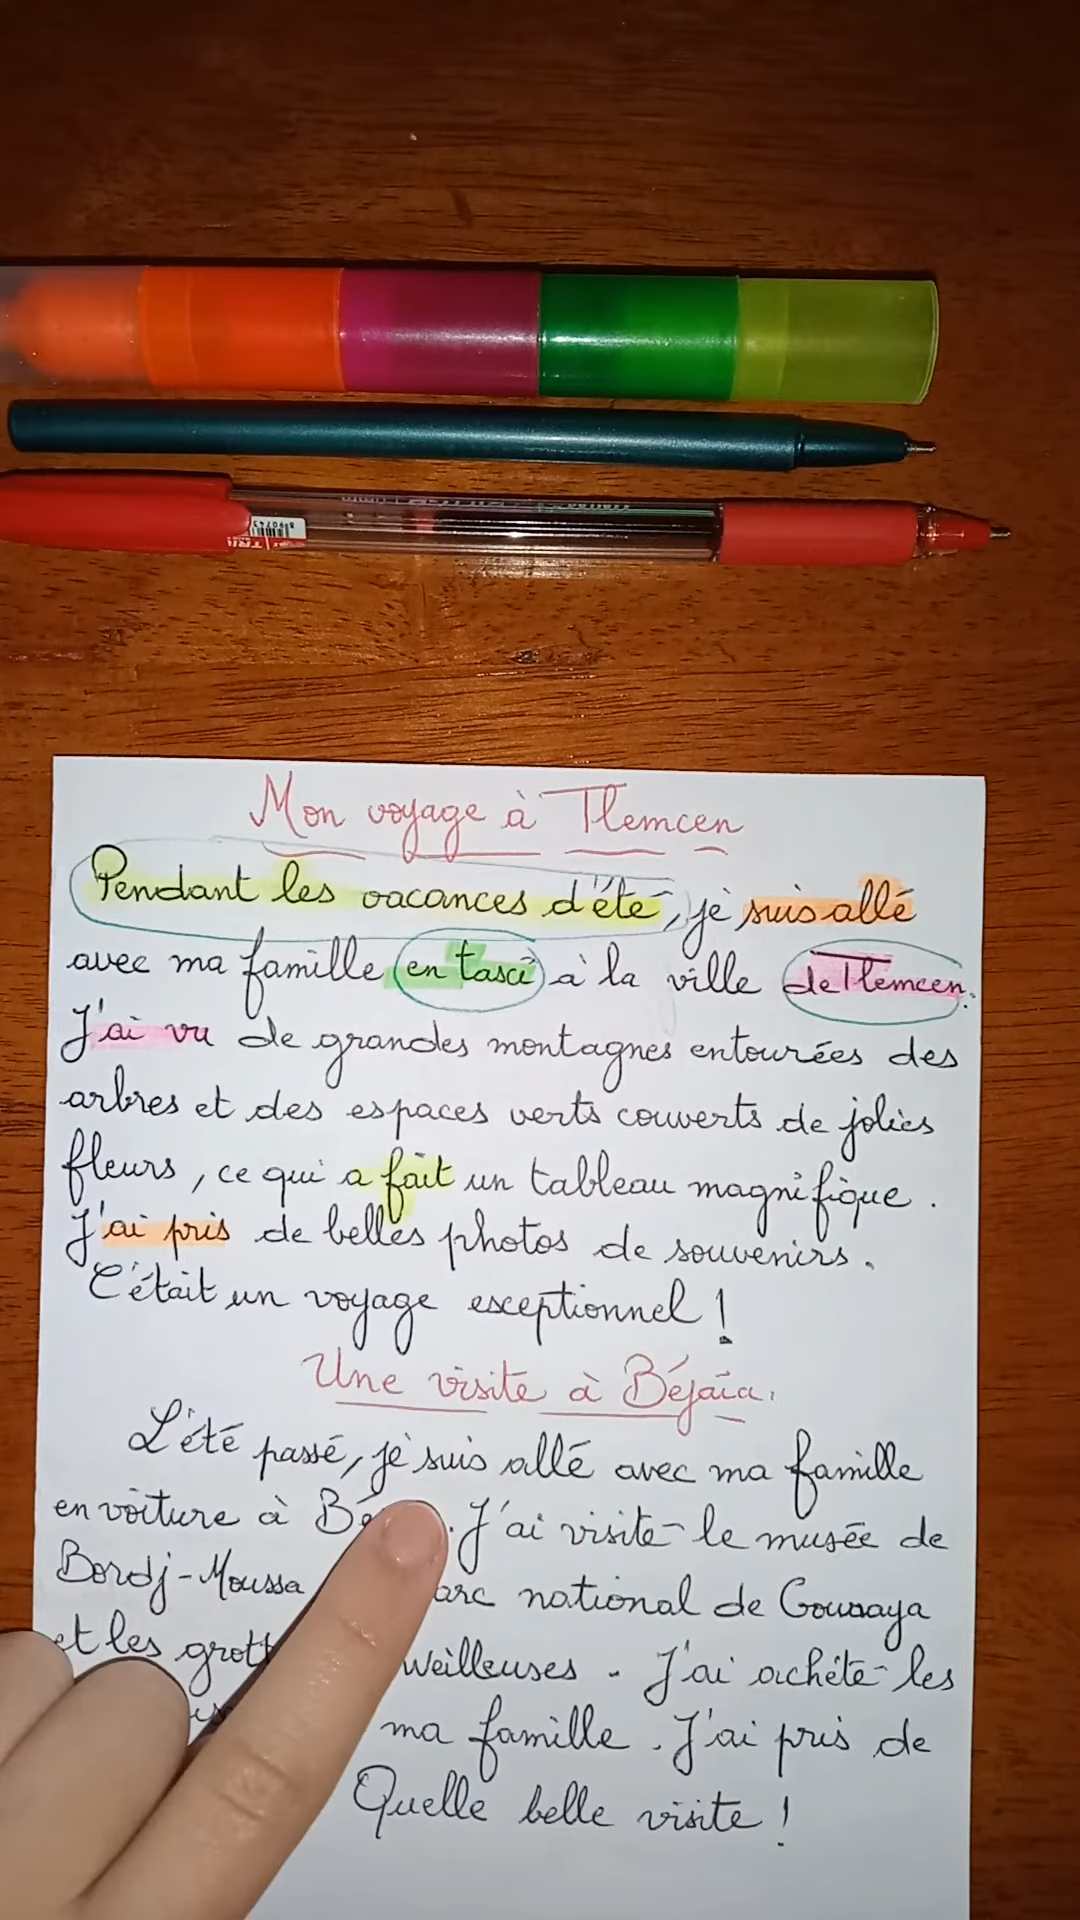 Mon voyage à Tlemcen
Pendant les vacances d'été, je suis allé
avec ma famille en taxi à la ville de Tlemcen.
J'ai vu de grandes montagnes entourées des
arbres et des espaces verts couverts de jolies
fleurs, ce qui a fait un tableau magnifique.
J'ai pris de belles photos de souvenirs.
C'était un voyage exceptionnel !
Une visite à Béjaïa.
L'été passé, je suis allé avec ma famille
en voiture à Bé . J'ai visité le musée de
Bordj-Moussa arc national de Gouraya
et les grott veilleuses. J'ai achété les
ma famille. J'ai pris de
Quelle belle visite !